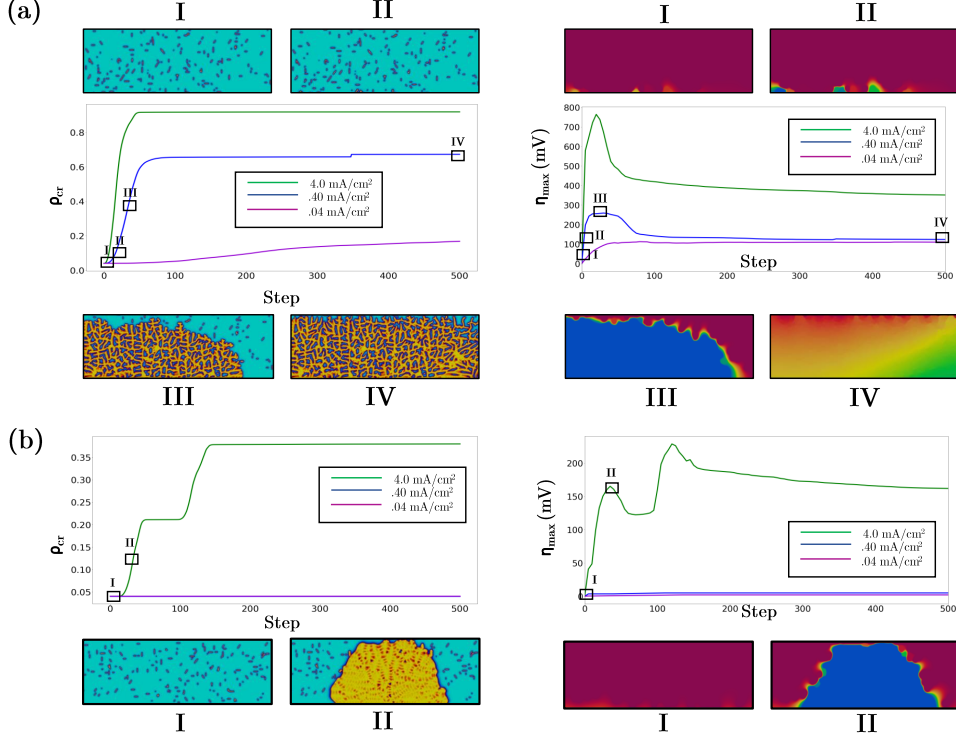 (a)
I
II
I
II
ρcr
0.8
0.6
0.4
0.2
0.0
I
II
III
IV
4.0 mA/cm²
.40 mA/cm²
.04 mA/cm²
0
100
200
300
400
500
Step
ηmax (mV)
800
700
600
500
400
300
200
100
0
I
II
III
IV
4.0 mA/cm²
.40 mA/cm²
.04 mA/cm²
Step
0
100
200
300
400
500
III
IV
III
IV
(b)
ρcr
0.35
0.30
0.25
0.20
0.15
0.10
0.05
I
II
4.0 mA/cm²
.40 mA/cm²
.04 mA/cm²
0
100
200
300
400
500
Step
ηmax (mV)
200
150
100
50
0
I
II
4.0 mA/cm²
.40 mA/cm²
.04 mA/cm²
0
100
200
300
400
500
Step
I
II
I
II